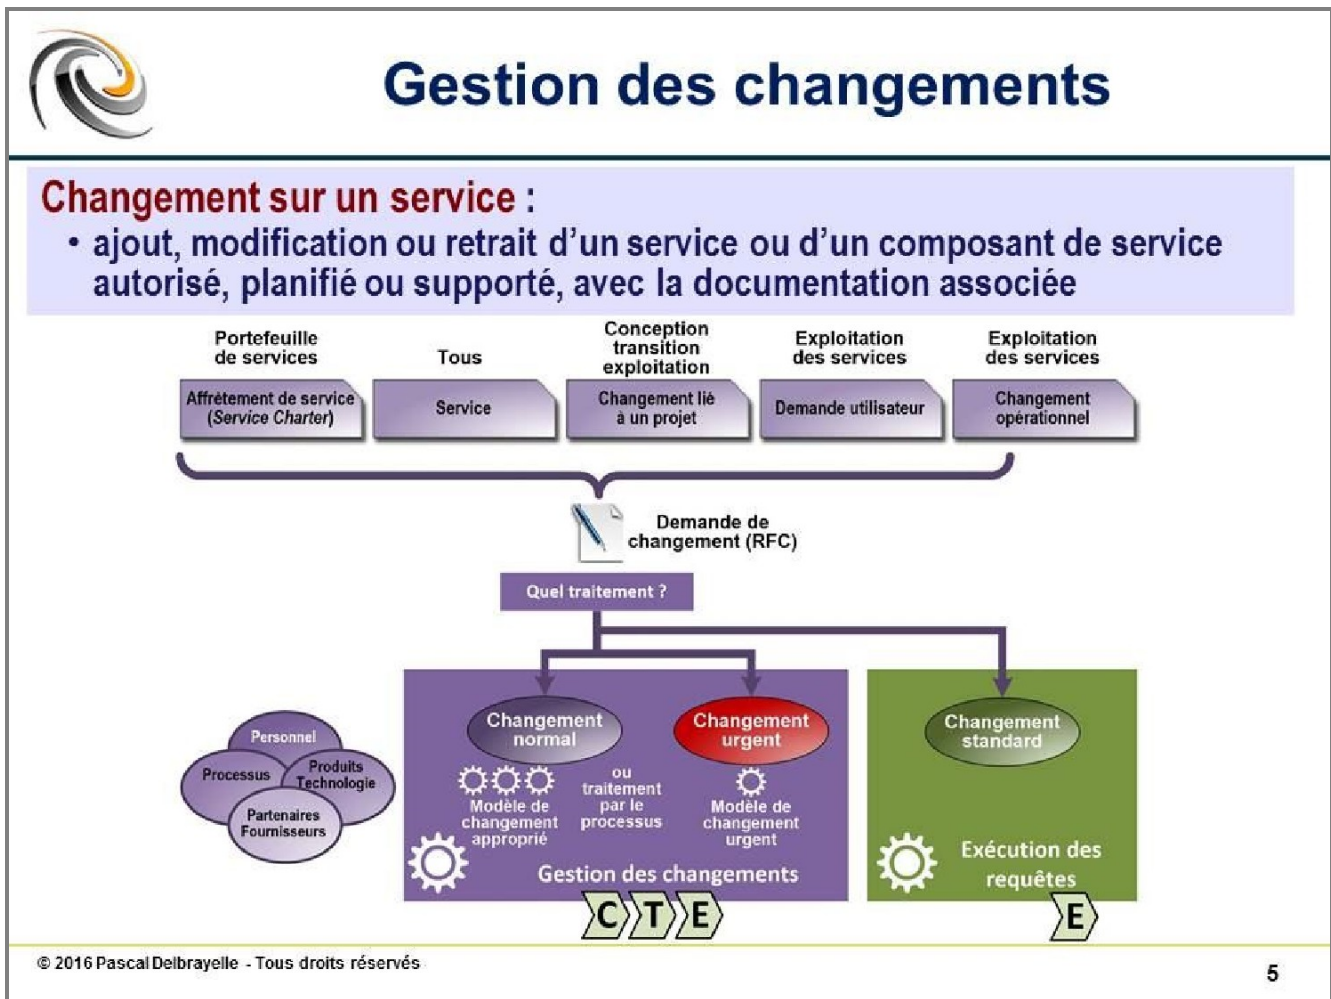 Gestion des changements
Changement sur un service :
• ajout, modification ou retrait d’un service ou d’un composant de service
autorisé, planifié ou supporté, avec la documentation associée
Portefeuille
de services
Tous
Conception
transition
exploitation
Exploitation
des services
Exploitation
des services
Affrètement de service
(Service Charter)
Service
Changement lié
à un projet
Demande utilisateur
Changement
opérationnel
Demande de
changement (RFC)
Quel traitement ?
Changement
normal
Changement
urgent
Changement
standard
Personnel
Processus
Produits
Technologie
Partenaires
Fournisseurs
Modèle de
changement
approprié
ou
traitement
par le
processus
Modèle de
changement
urgent
Gestion des changements
Exécution des
requêtes
C T E
E
© 2016 Pascal Delbrayelle - Tous droits réservés
5